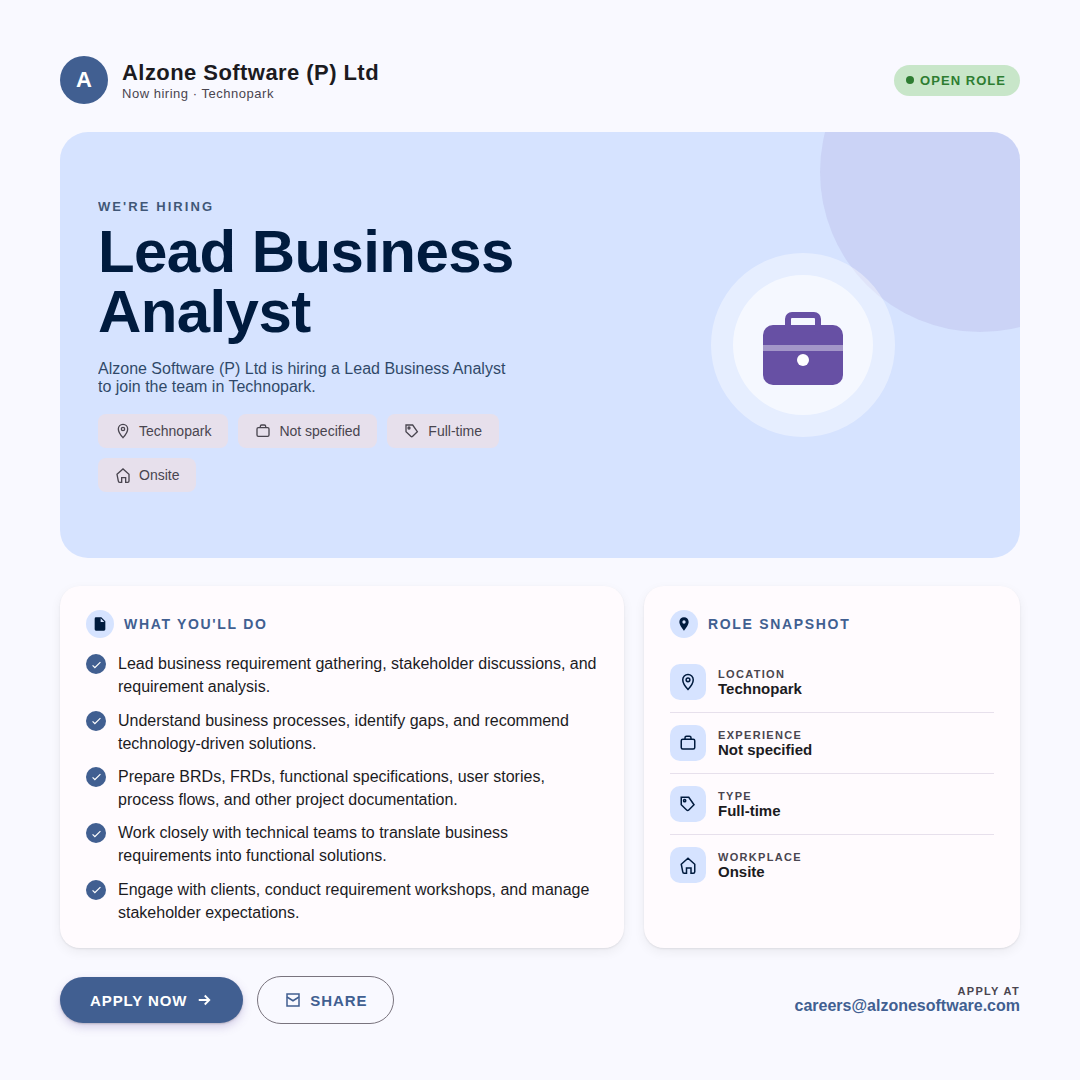 A
Alzone Software (P) Ltd
Now hiring · Technopark
OPEN ROLE
WE'RE HIRING
Lead Business
Analyst
Alzone Software (P) Ltd is hiring a Lead Business Analyst
to join the team in Technopark.
Technopark
Not specified
Full-time
Onsite
WHAT YOU'LL DO
Lead business requirement gathering, stakeholder discussions, and
requirement analysis.
Understand business processes, identify gaps, and recommend
technology-driven solutions.
Prepare BRDs, FRDs, functional specifications, user stories,
process flows, and other project documentation.
Work closely with technical teams to translate business
requirements into functional solutions.
Engage with clients, conduct requirement workshops, and manage
stakeholder expectations.
ROLE SNAPSHOT
LOCATION
Technopark
EXPERIENCE
Not specified
TYPE
Full-time
WORKPLACE
Onsite
APPLY NOW
SHARE
APPLY AT
careers@alzonesoftware.com